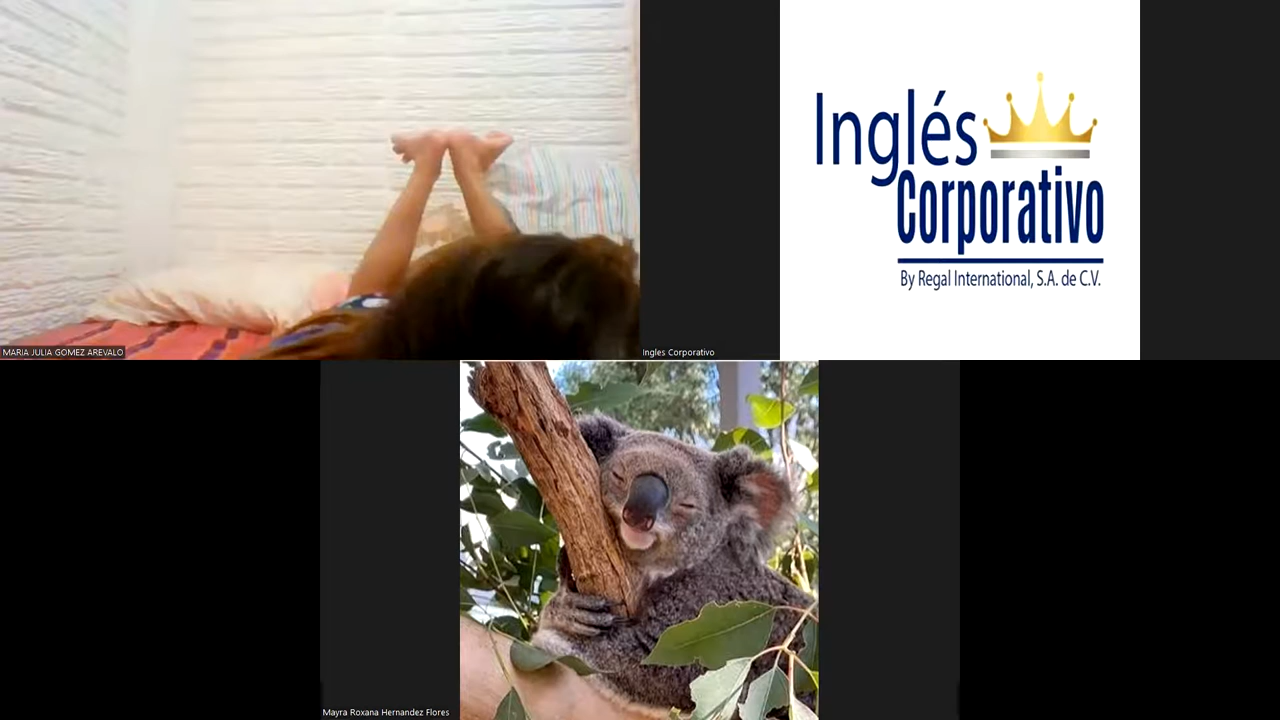 Inglés
Corporativo
By Regal International, S.A. de C.V.
MARIA JULIA GOMEZ AREVALO
Ingles Corporativo
Mayra Roxana Hernandez Flores